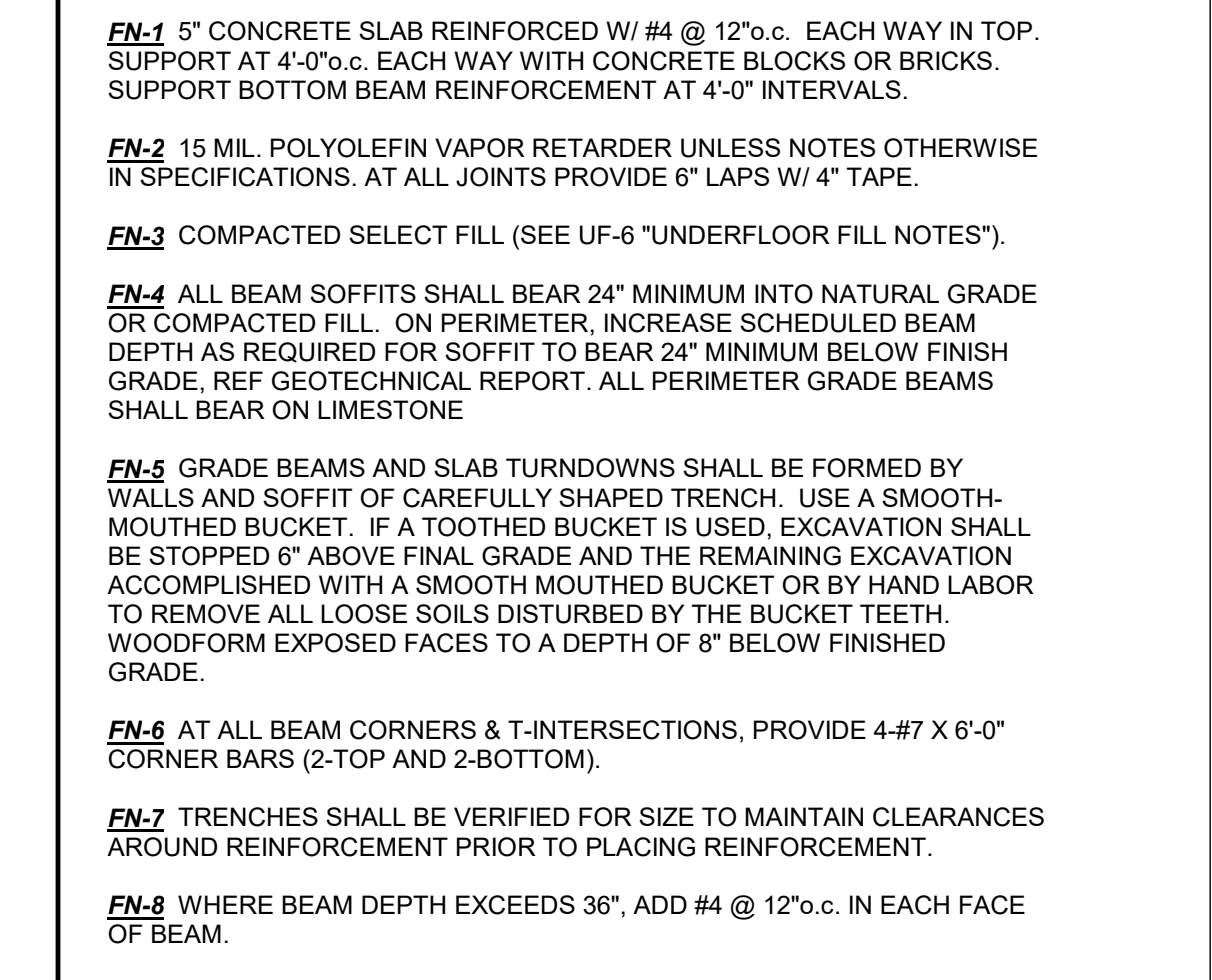 FN-1 5" CONCRETE SLAB REINFORCED W/ #4 @ 12"o.c. EACH WAY IN TOP.
SUPPORT AT 4'-0"o.c. EACH WAY WITH CONCRETE BLOCKS OR BRICKS.
SUPPORT BOTTOM BEAM REINFORCEMENT AT 4'-0" INTERVALS.
FN-2 15 MIL. POLYOLEFIN VAPOR RETARDER UNLESS NOTES OTHERWISE
IN SPECIFICATIONS. AT ALL JOINTS PROVIDE 6" LAPS W/ 4" TAPE.
FN-3 COMPACTED SELECT FILL (SEE UF-6 "UNDERFLOOR FILL NOTES").
FN-4 ALL BEAM SOFFITS SHALL BEAR 24" MINIMUM INTO NATURAL GRADE
OR COMPACTED FILL. ON PERIMETER, INCREASE SCHEDULED BEAM
DEPTH AS REQUIRED FOR SOFFIT TO BEAR 24" MINIMUM BELOW FINISH
GRADE, REF GEOTECHNICAL REPORT. ALL PERIMETER GRADE BEAMS
SHALL BEAR ON LIMESTONE
FN-5 GRADE BEAMS AND SLAB TURNDOWNS SHALL BE FORMED BY
WALLS AND SOFFIT OF CAREFULLY SHAPED TRENCH. USE A SMOOTH-
MOUTHED BUCKET. IF A TOOTHED BUCKET IS USED, EXCAVATION SHALL
BE STOPPED 6" ABOVE FINAL GRADE AND THE REMAINING EXCAVATION
ACCOMPLISHED WITH A SMOOTH MOUTHED BUCKET OR BY HAND LABOR
TO REMOVE ALL LOOSE SOILS DISTURBED BY THE BUCKET TEETH.
WOODFORM EXPOSED FACES TO A DEPTH OF 8" BELOW FINISHED
GRADE.
FN-6 AT ALL BEAM CORNERS & T-INTERSECTIONS, PROVIDE 4-#7 X 6'-0"
CORNER BARS (2-TOP AND 2-BOTTOM).
FN-7 TRENCHES SHALL BE VERIFIED FOR SIZE TO MAINTAIN CLEARANCES
AROUND REINFORCEMENT PRIOR TO PLACING REINFORCEMENT.
FN-8 WHERE BEAM DEPTH EXCEEDS 36", ADD #4 @ 12"o.c. IN EACH FACE
OF BEAM.